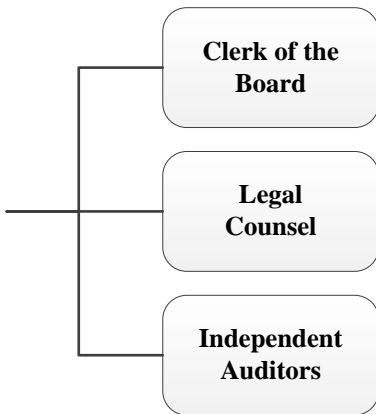 Clerk of the
Board
Legal
Counsel
Independent
Auditors